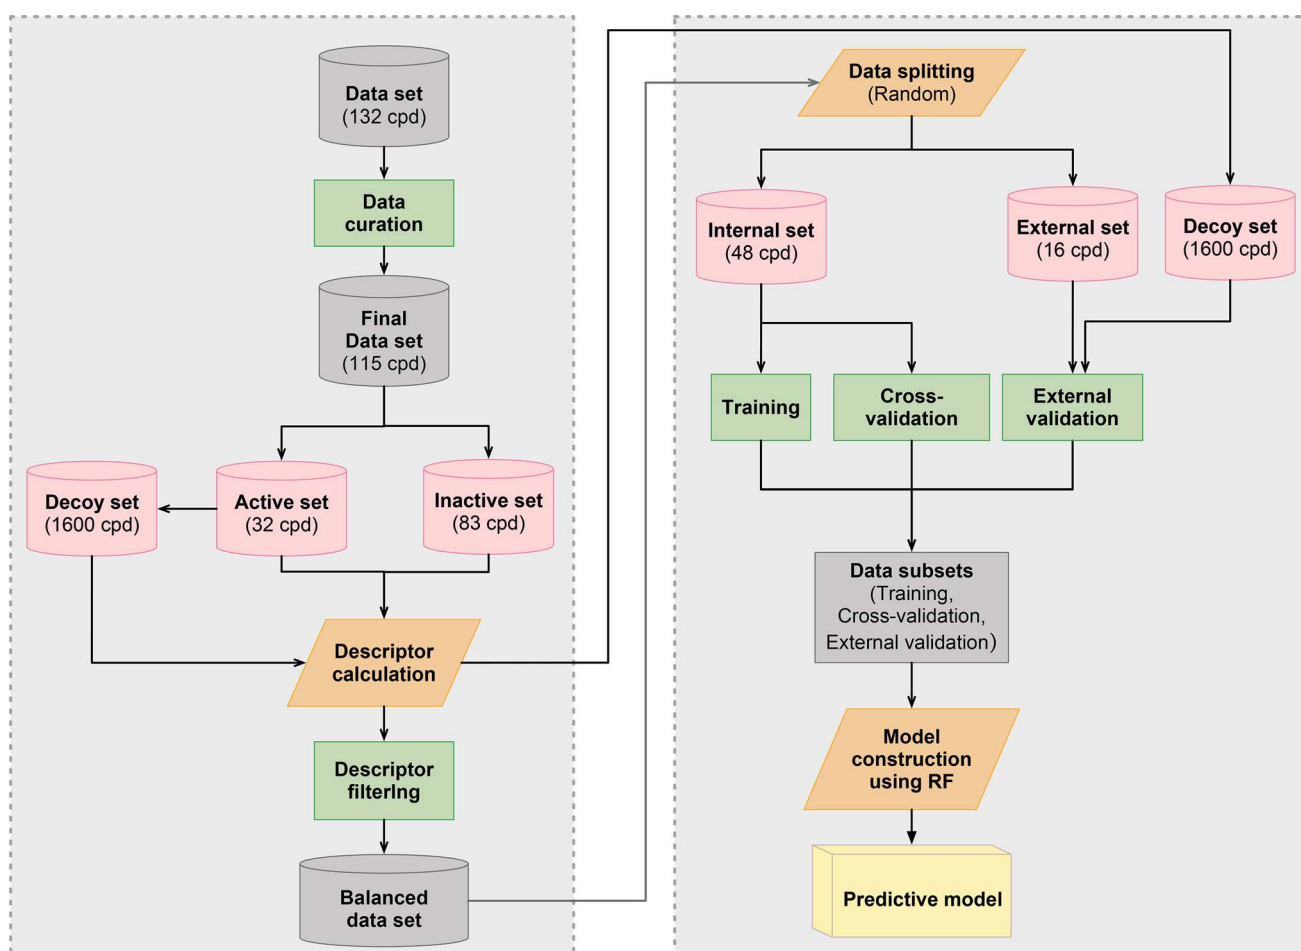 Data set
(132 cpd)
Data
curation
Final
Data set
(115 cpd)
Decoy set
(1600 cpd)
Active set
(32 cpd)
Inactive set
(83 cpd)
Descriptor
calculation
Descriptor
filterIng
Balanced
data set
Data splitting
(Random)
Internal set
(48 cpd)
External set
(16 cpd)
Decoy set
(1600 cpd)
Training
Cross-
validation
External
validation
Data subsets
(Training,
Cross-validation,
External validation)
Model
construction
using RF
Predictive model